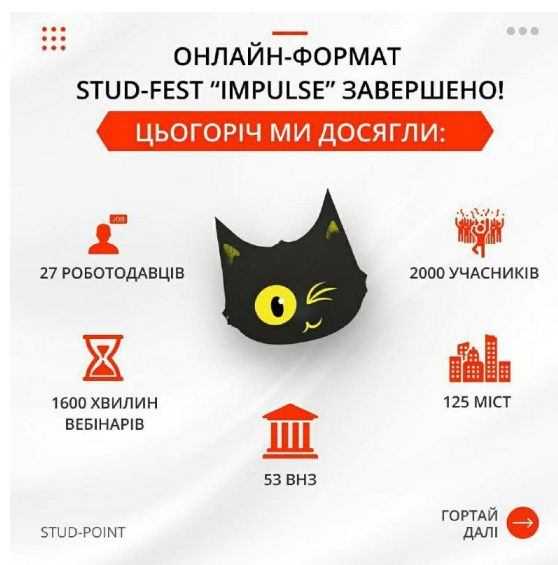 ОНЛАЙН-ФОРМАТ
STUD-FEST “IMPULSE” ЗАВЕРШЕНО!
ЦЬОГОРІЧ МИ ДОСЯГЛИ:
JOB
27 РОБОТОДАВЦІВ
2000 УЧАСНИКІВ
1600 ХВИЛИН
ВЕБІНАРІВ
125 МІСТ
53 ВНЗ
STUD-POINT
ГОРТАЙ
ДАЛІ